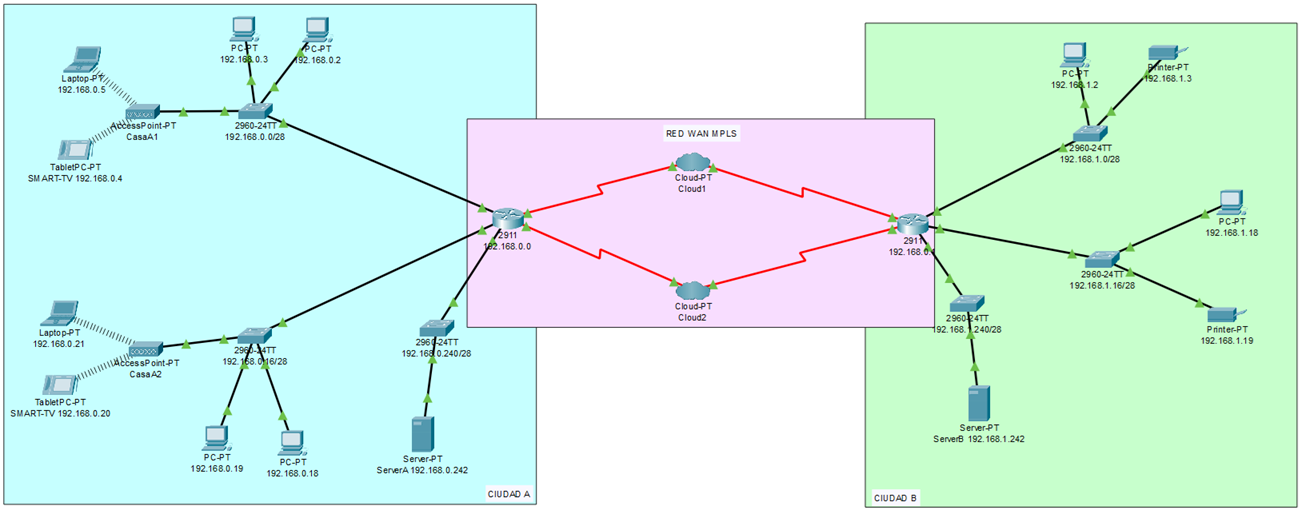 PC-PT
192.168.0.3
PC-PT
192.168.0.2
Laptop-PT
192.168.0.5
AccessPoint-PT
CasaA1
2960-24TT
192.168.0.0/28
TabletPC-PT
SMART-TV 192.168.0.4
Laptop-PT
192.168.0.21
AccessPoint-PT
CasaA2
2960-24TT
192.168.0.16/28
TabletPC-PT
SMART-TV 192.168.0.20
PC-PT
192.168.0.19
PC-PT
192.168.0.18
2960-24TT
192.168.0.240/28
Server-PT
ServerA 192.168.0.242
CIUDAD A
RED WAN MPLS
Cloud-PT
Cloud1
2911
192.168.0.0
Cloud-PT
Cloud2
2911
192.168.0.
PC-PT
192.168.1.2
Printer-PT
192.168.1.3
2960-24TT
192.168.1.0/28
PC-PT
192.168.1.18
2960-24TT
192.168.1.16/28
Printer-PT
192.168.1.19
2960-24TT
192.168.1.240/28
Server-PT
ServerB 192.168.1.242
CIUDAD B